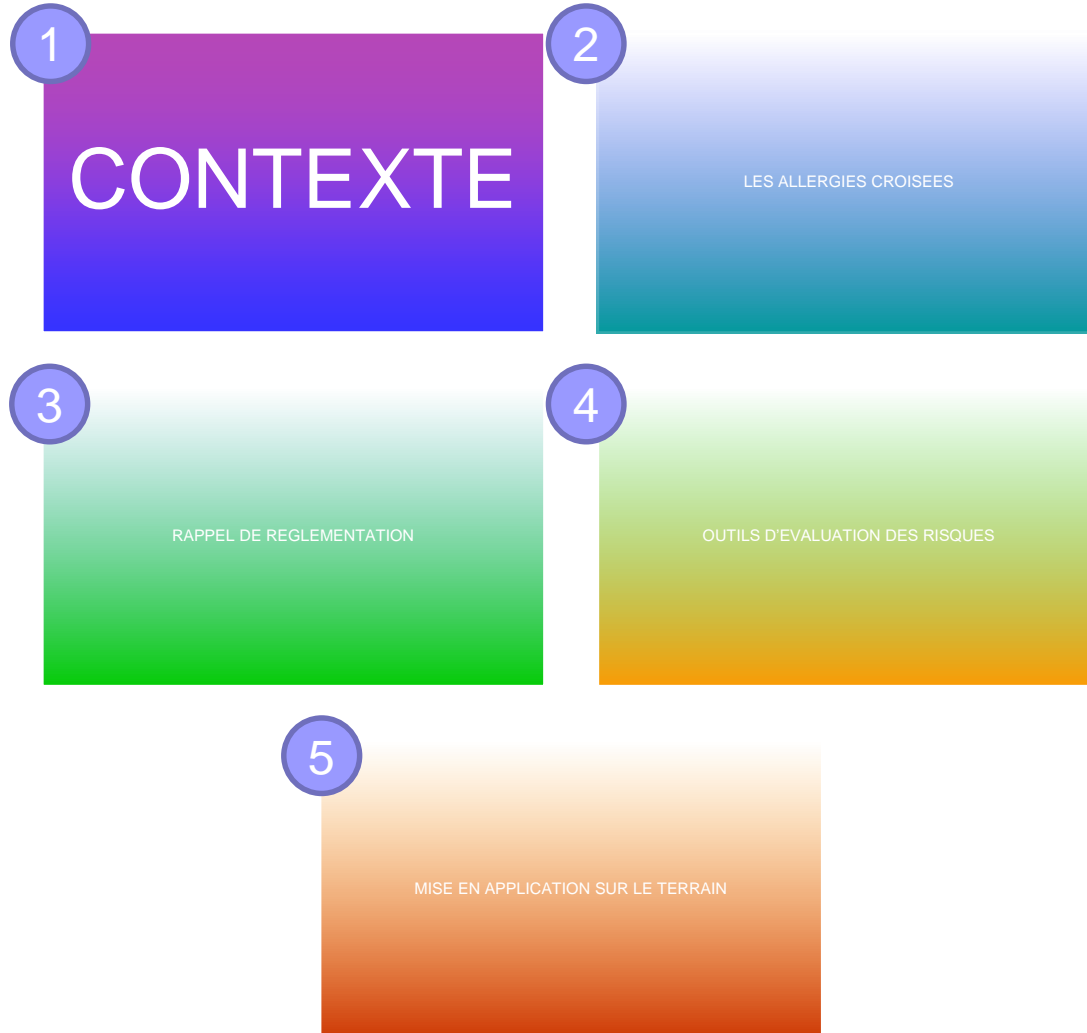 1
CONTEXTE
2
LES ALLERGIES CROISEES
3
RAPPEL DE REGLEMENTATION
4
OUTILS D'EVALUATION DES RISQUES
5
MISE EN APPLICATION SUR LE TERRAIN